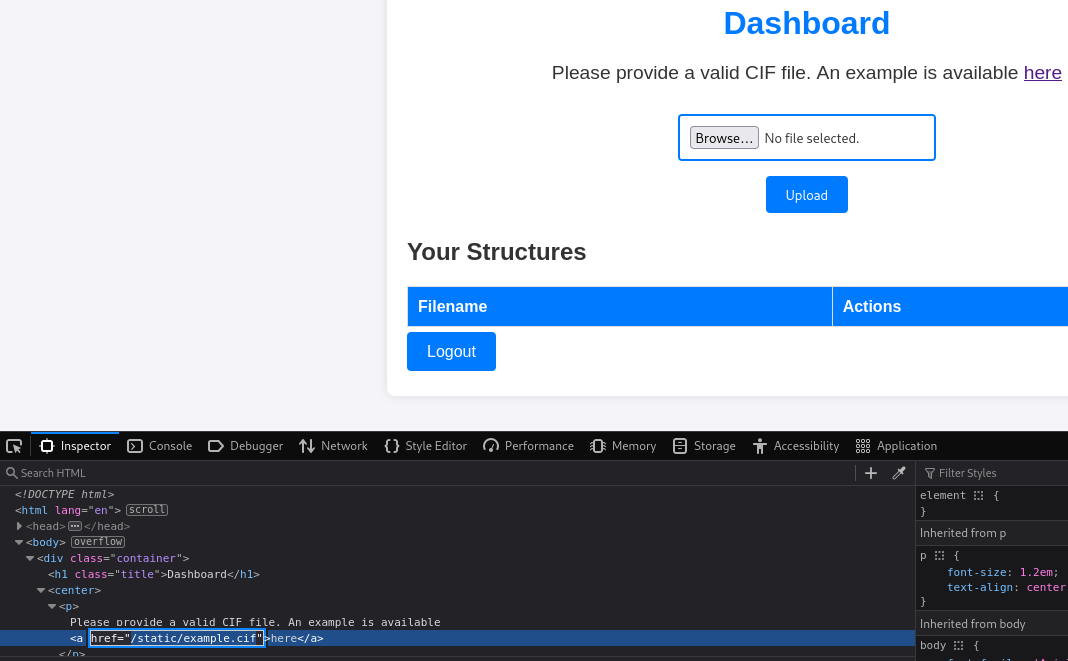 Dashboard
Please provide a valid CIF file. An example is available here
Browse… No file selected.
Upload
Your Structures
Filename Actions
Logout
Inspector Console Debugger Network Style Editor Performance Memory Storage Accessibility Application
Search HTML
Filter Styles
<!DOCTYPE html>
<html lang="en"> scroll
<head> ••• </head>
<body> overflow
<div class="container">
<h1 class="title">Dashboard</h1>
<center>
<p>
Please provide a valid CIF file. An example is available
<a href="/static/example.cif">here</a>
</p>
element {
}
Inherited from p
p {
font-size: 1.2em;
text-align: center
}
Inherited from body
body {